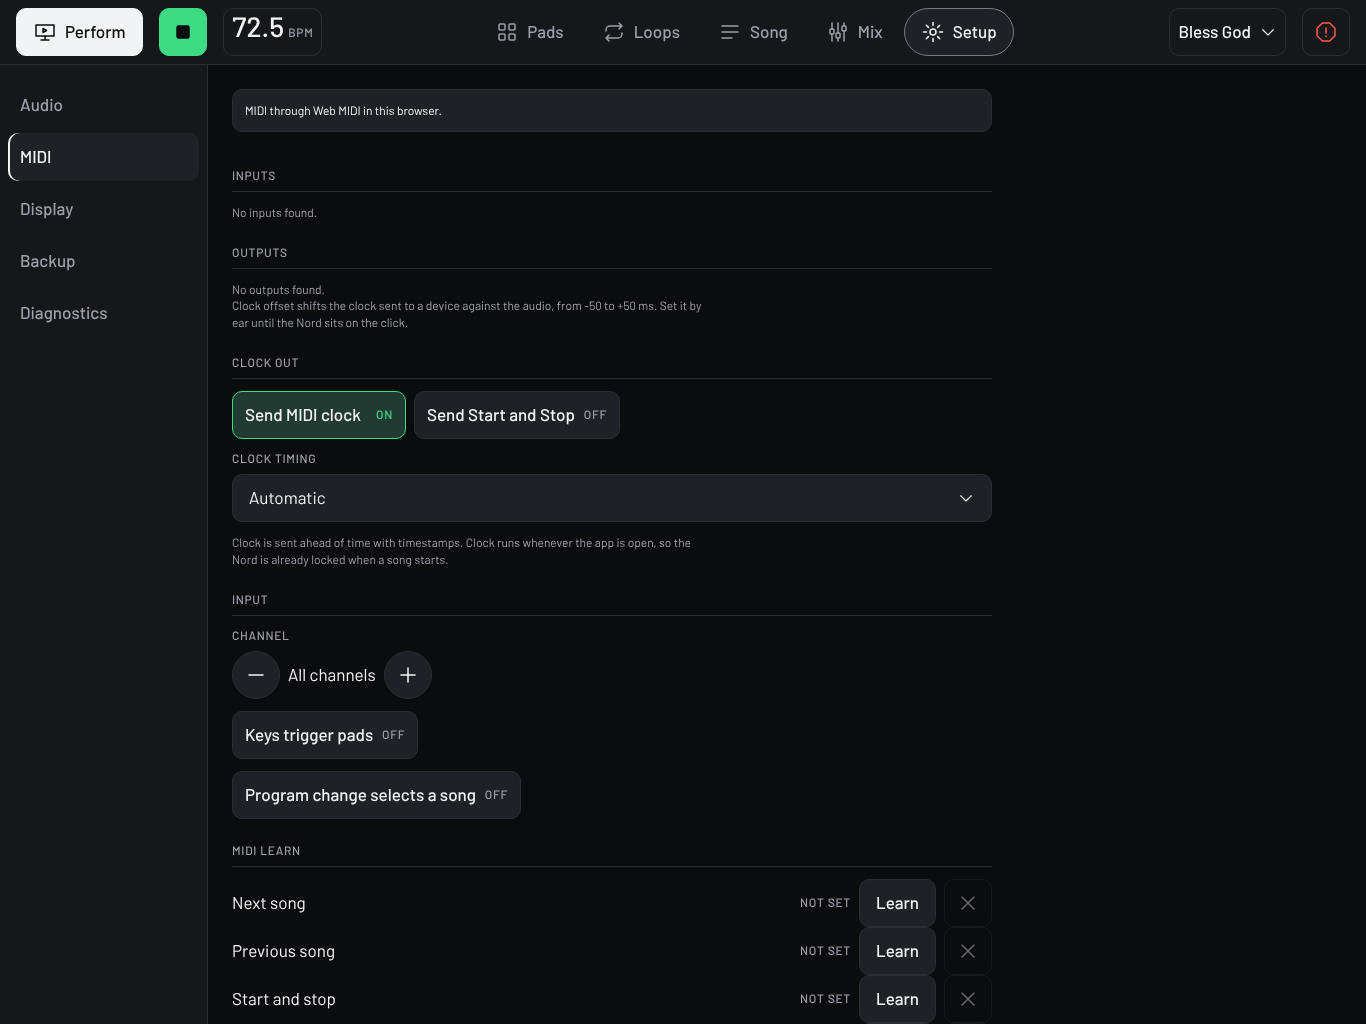 Perform
72.5 BPM
Pads
Loops
Song
Mix
Setup
Bless God
Audio
MIDI
Display
Backup
Diagnostics
MIDI through Web MIDI in this browser.
INPUTS
No inputs found.
OUTPUTS
No outputs found.
Clock offset shifts the clock sent to a device against the audio, from -50 to +50 ms. Set it by
ear until the Nord sits on the click.
CLOCK OUT
Send MIDI clock ON
Send Start and Stop OFF
CLOCK TIMING
Automatic
Clock is sent ahead of time with timestamps. Clock runs whenever the app is open, so the
Nord is already locked when a song starts.
INPUT
CHANNEL
All channels
Keys trigger pads OFF
Program change selects a song OFF
MIDI LEARN
Next song NOT SET Learn
Previous song NOT SET Learn
Start and stop NOT SET Learn